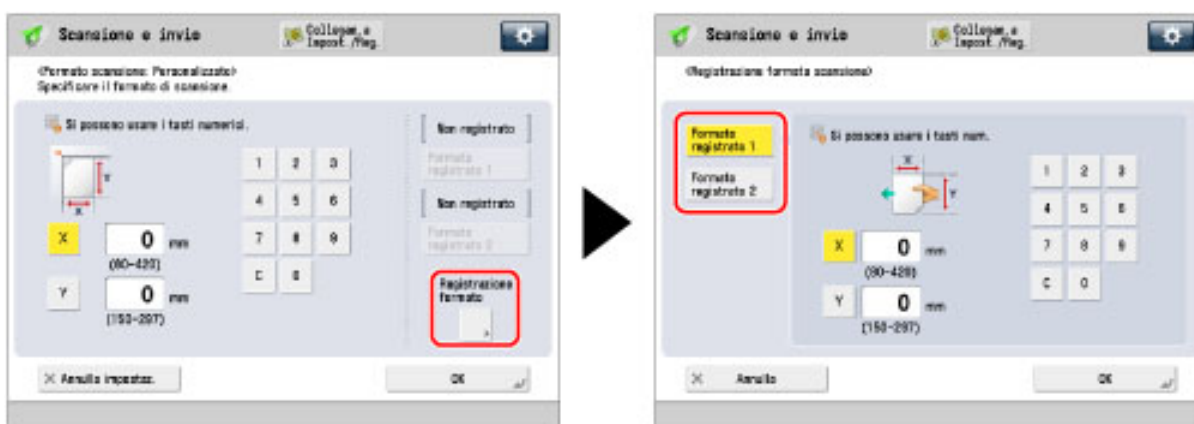 Scansione e invio
Collegam. e
Impost./Reg.
<Formato scansione: Personalizzato>
Specificare il formato di scansione.
Si possono usare i tasti numerici.
Y
X
X
0 mm
(80-420)
Y
0 mm
(150-297)
1 2 3
4 5 6
7 8 9
C 0
Non registrato
Formato
registrato 1
Non registrato
Formato
registrato 2
Registrazione
formato
Annulla impostaz.
OK
Scansione e invio
Collegam. e
Impost./Reg.
<Registrazione formato scansione>
Formato
registrato 1
Formato
registrato 2
Si possono usare i tasti num.
X
Y
X
0 mm
(80-420)
Y
0 mm
(150-297)
1 2 3
4 5 6
7 8 9
C 0
Annulla
OK